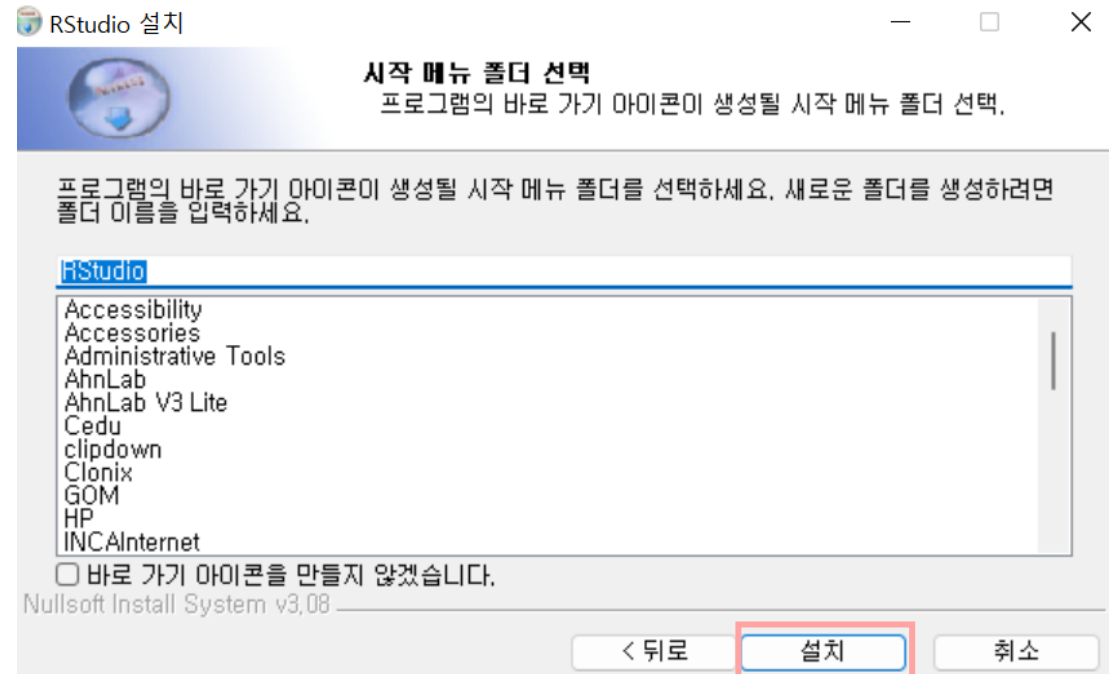 RStudio 설치
시작 메뉴 폴더 선택
프로그램의 바로 가기 아이콘이 생성될 시작 메뉴 폴더 선택.
프로그램의 바로 가기 아이콘이 생성될 시작 메뉴 폴더를 선택하세요. 새로운 폴더를 생성하려면
폴더 이름을 입력하세요.
RStudio
Accessibility
Accessories
Administrative Tools
AhnLab
AhnLab V3 Lite
Cedu
clipdown
Clonix
GOM
HP
INCAInternet
바로 가기 아이콘을 만들지 않겠습니다.
Nullsoft Install System v3.08
< 뒤로
설치
취소